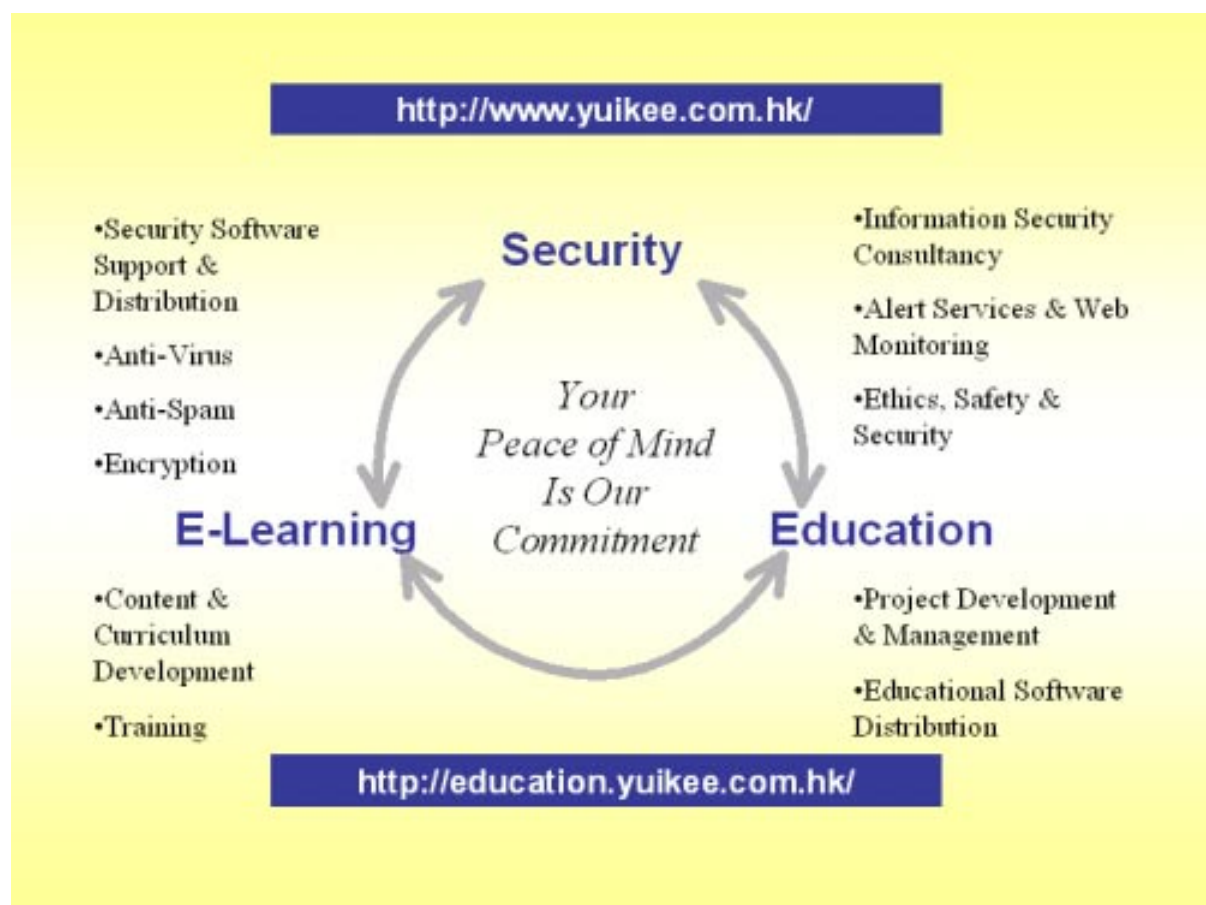 http://www.yuikee.com.hk/
•Security Software
Support &
Distribution
•Anti-Virus
•Anti-Spam
•Encryption
Security
•Information Security
Consultancy
•Alert Services & Web
Monitoring
•Ethics, Safety &
Security
Your
Peace of Mind
Is Our
Commitment
E-Learning
Education
•Content &
Curriculum
Development
•Training
•Project Development
& Management
•Educational Software
Distribution
http://education.yuikee.com.hk/